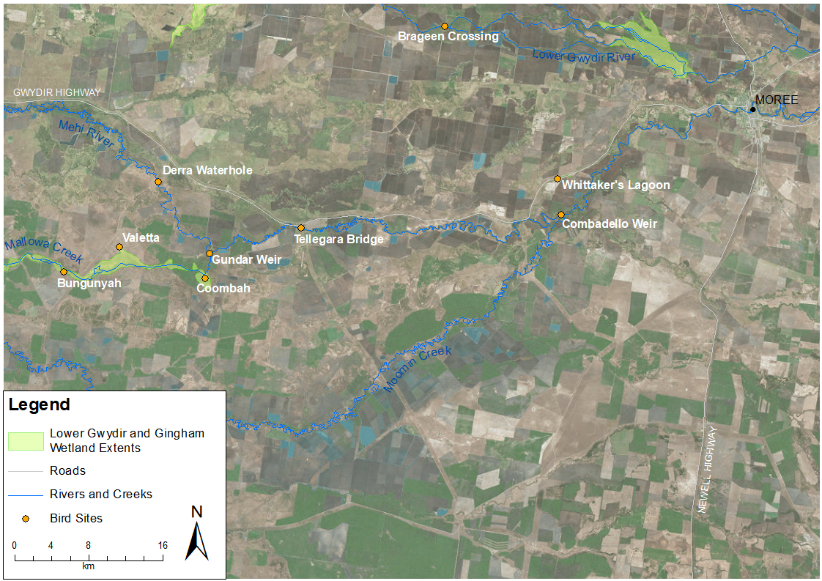 Brageen Crossing
Lower Gwydir River
GWYDIR HIGHWAY
MOREE
Mehi River
Derra Waterhole
Whittaker's Lagoon
Combadello Weir
Valetta
Tellegara Bridge
Mallowa Creek
Gundar Weir
Bungunyah
Coombah
Moomin Creek
NEWELL HIGHWAY
Legend
Lower Gwydir and Gingham
Wetland Extents
Roads
Rivers and Creeks
Bird Sites
N
0 4 8 16
km